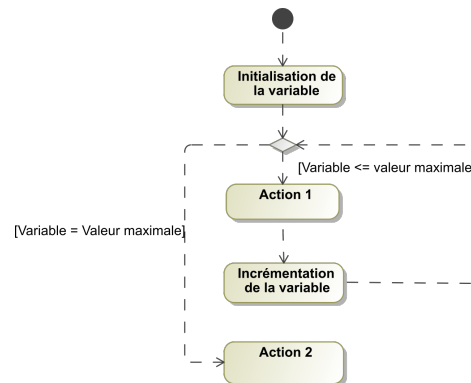 Initialisation de
la variable
[Variable <= valeur maximale
Action 1
[Variable = Valeur maximale]
Incrémentation
de la variable
Action 2